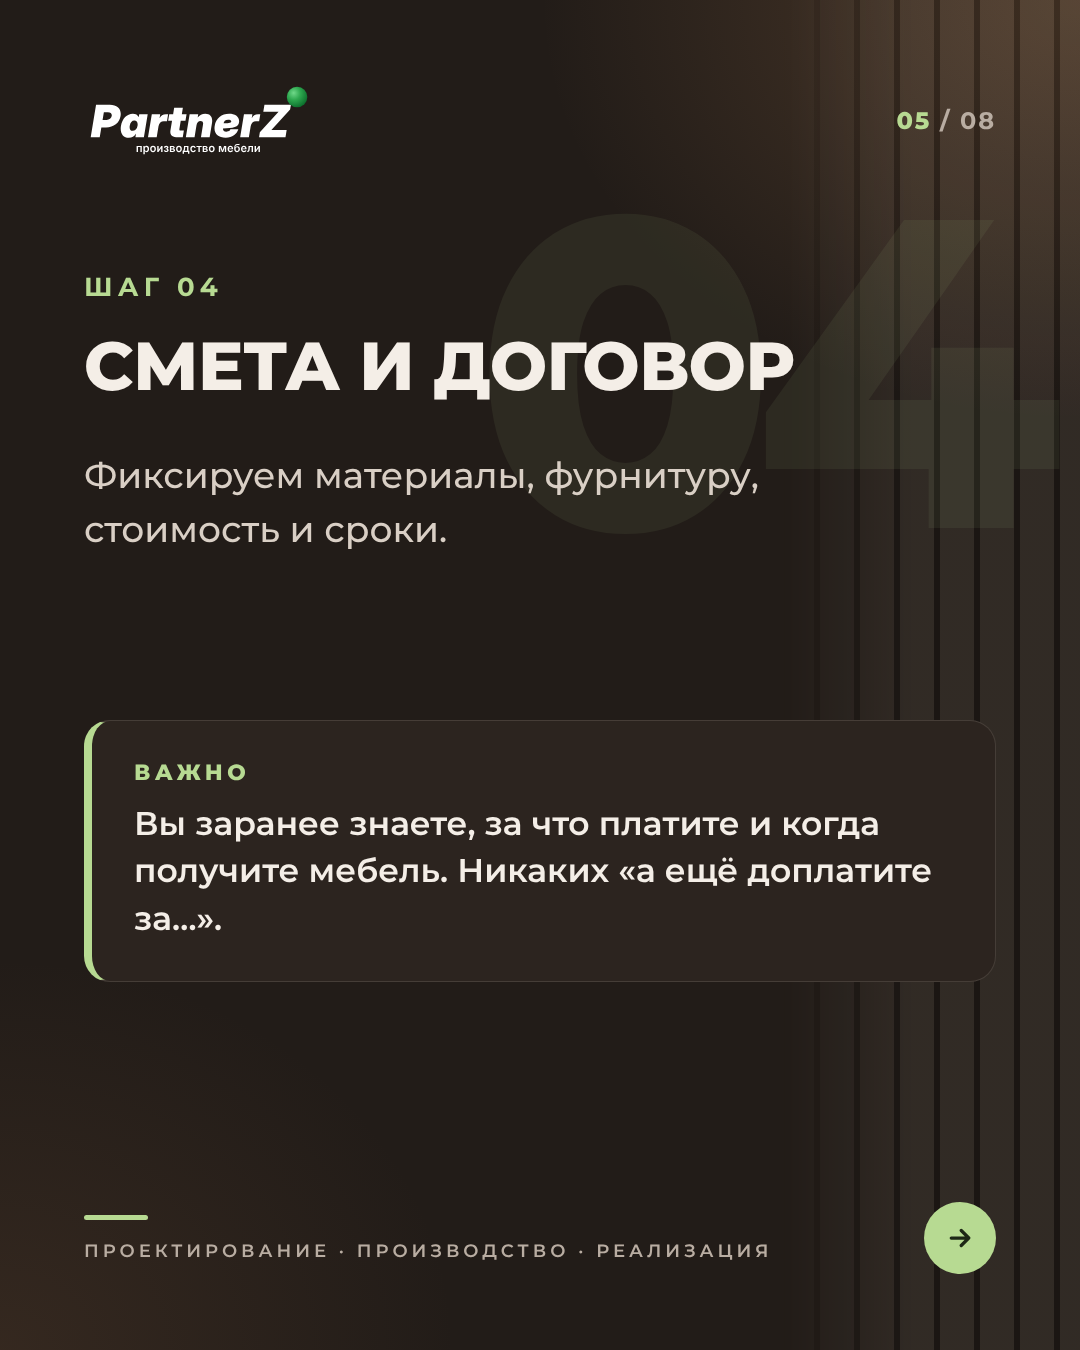 PartnerZ
производство мебели
05 / 08
04
ШАГ 04
СМЕТА И ДОГОВОР
Фиксируем материалы, фурнитуру,
стоимость и сроки.
ВАЖНО
Вы заранее знаете, за что платите и когда
получите мебель. Никаких «а ещё доплатите
за...».
ПРОЕКТИРОВАНИЕ · ПРОИЗВОДСТВО · РЕАЛИЗАЦИЯ